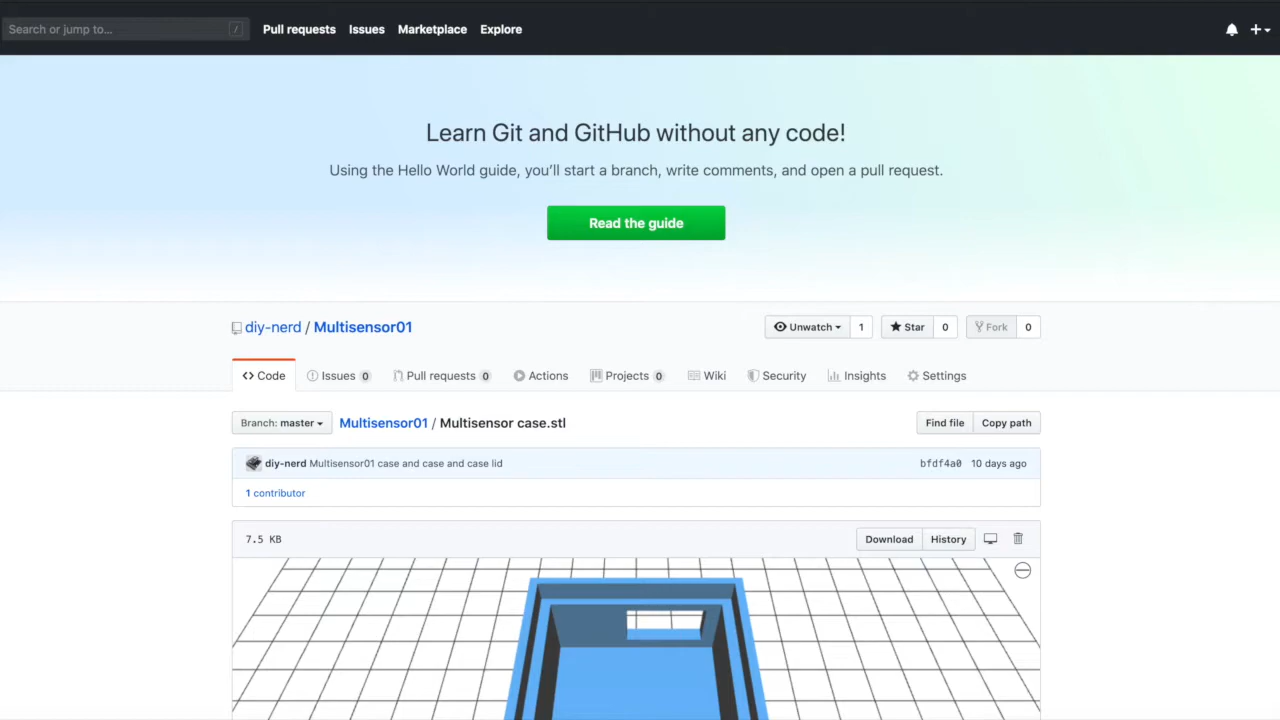 Search or jump to... /
Pull requests Issues Marketplace Explore
Learn Git and GitHub without any code!
Using the Hello World guide, you’ll start a branch, write comments, and open a pull request.
Read the guide
diy-nerd / Multisensor01
Unwatch 1 Star 0 Fork 0
Code Issues 0 Pull requests 0 Actions Projects 0 Wiki Security Insights Settings
Branch: master Multisensor01 / Multisensor case.stl Find file Copy path
diy-nerd Multisensor01 case and case and case lid bfdf4a0 10 days ago
1 contributor
7.5 KB Download History